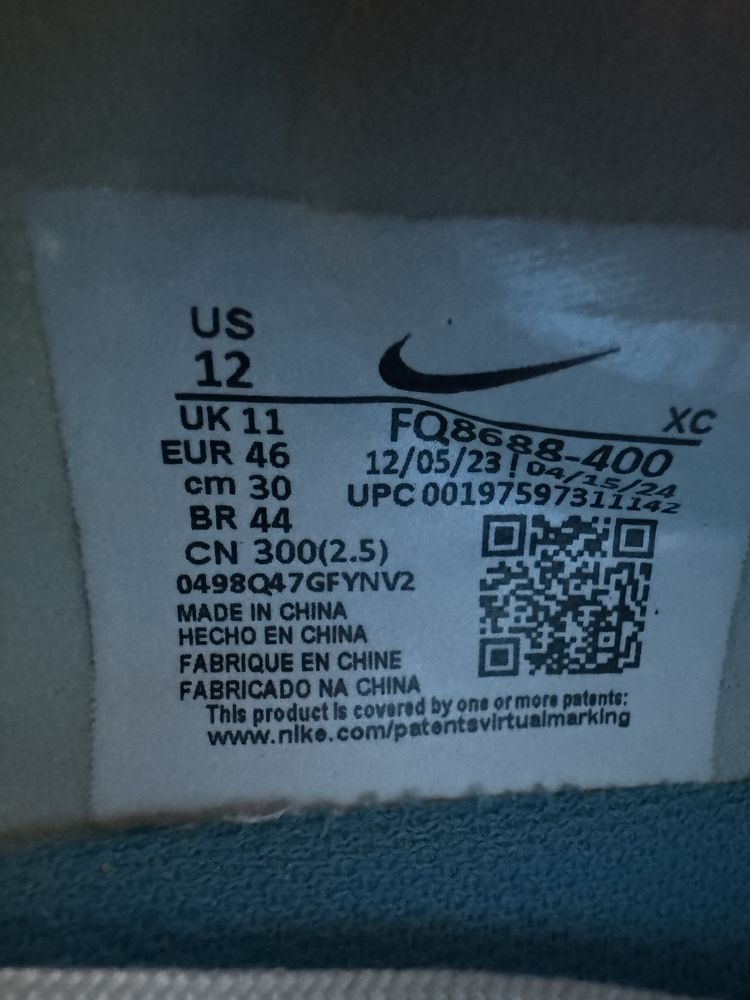 US
12
XC
UK 11
FQ8688-400
EUR 46
12/05/23 | 04/15/24
cm 30
UPC 00197597311142
BR 44
CN 300(2.5)
0498Q47GFYNV2
MADE IN CHINA
HECHO EN CHINA
FABRIQUE EN CHINE
FABRICADO NA CHINA
This product is covered by one or more patents:
www.nike.com/patentsvirtualmarking